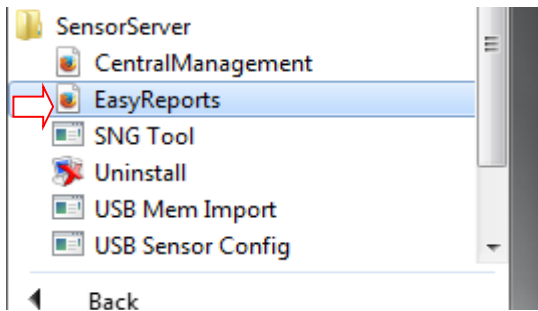 SensorServer
CentralManagement
EasyReports
SNG Tool
Uninstall
USB Mem Import
USB Sensor Config
Back